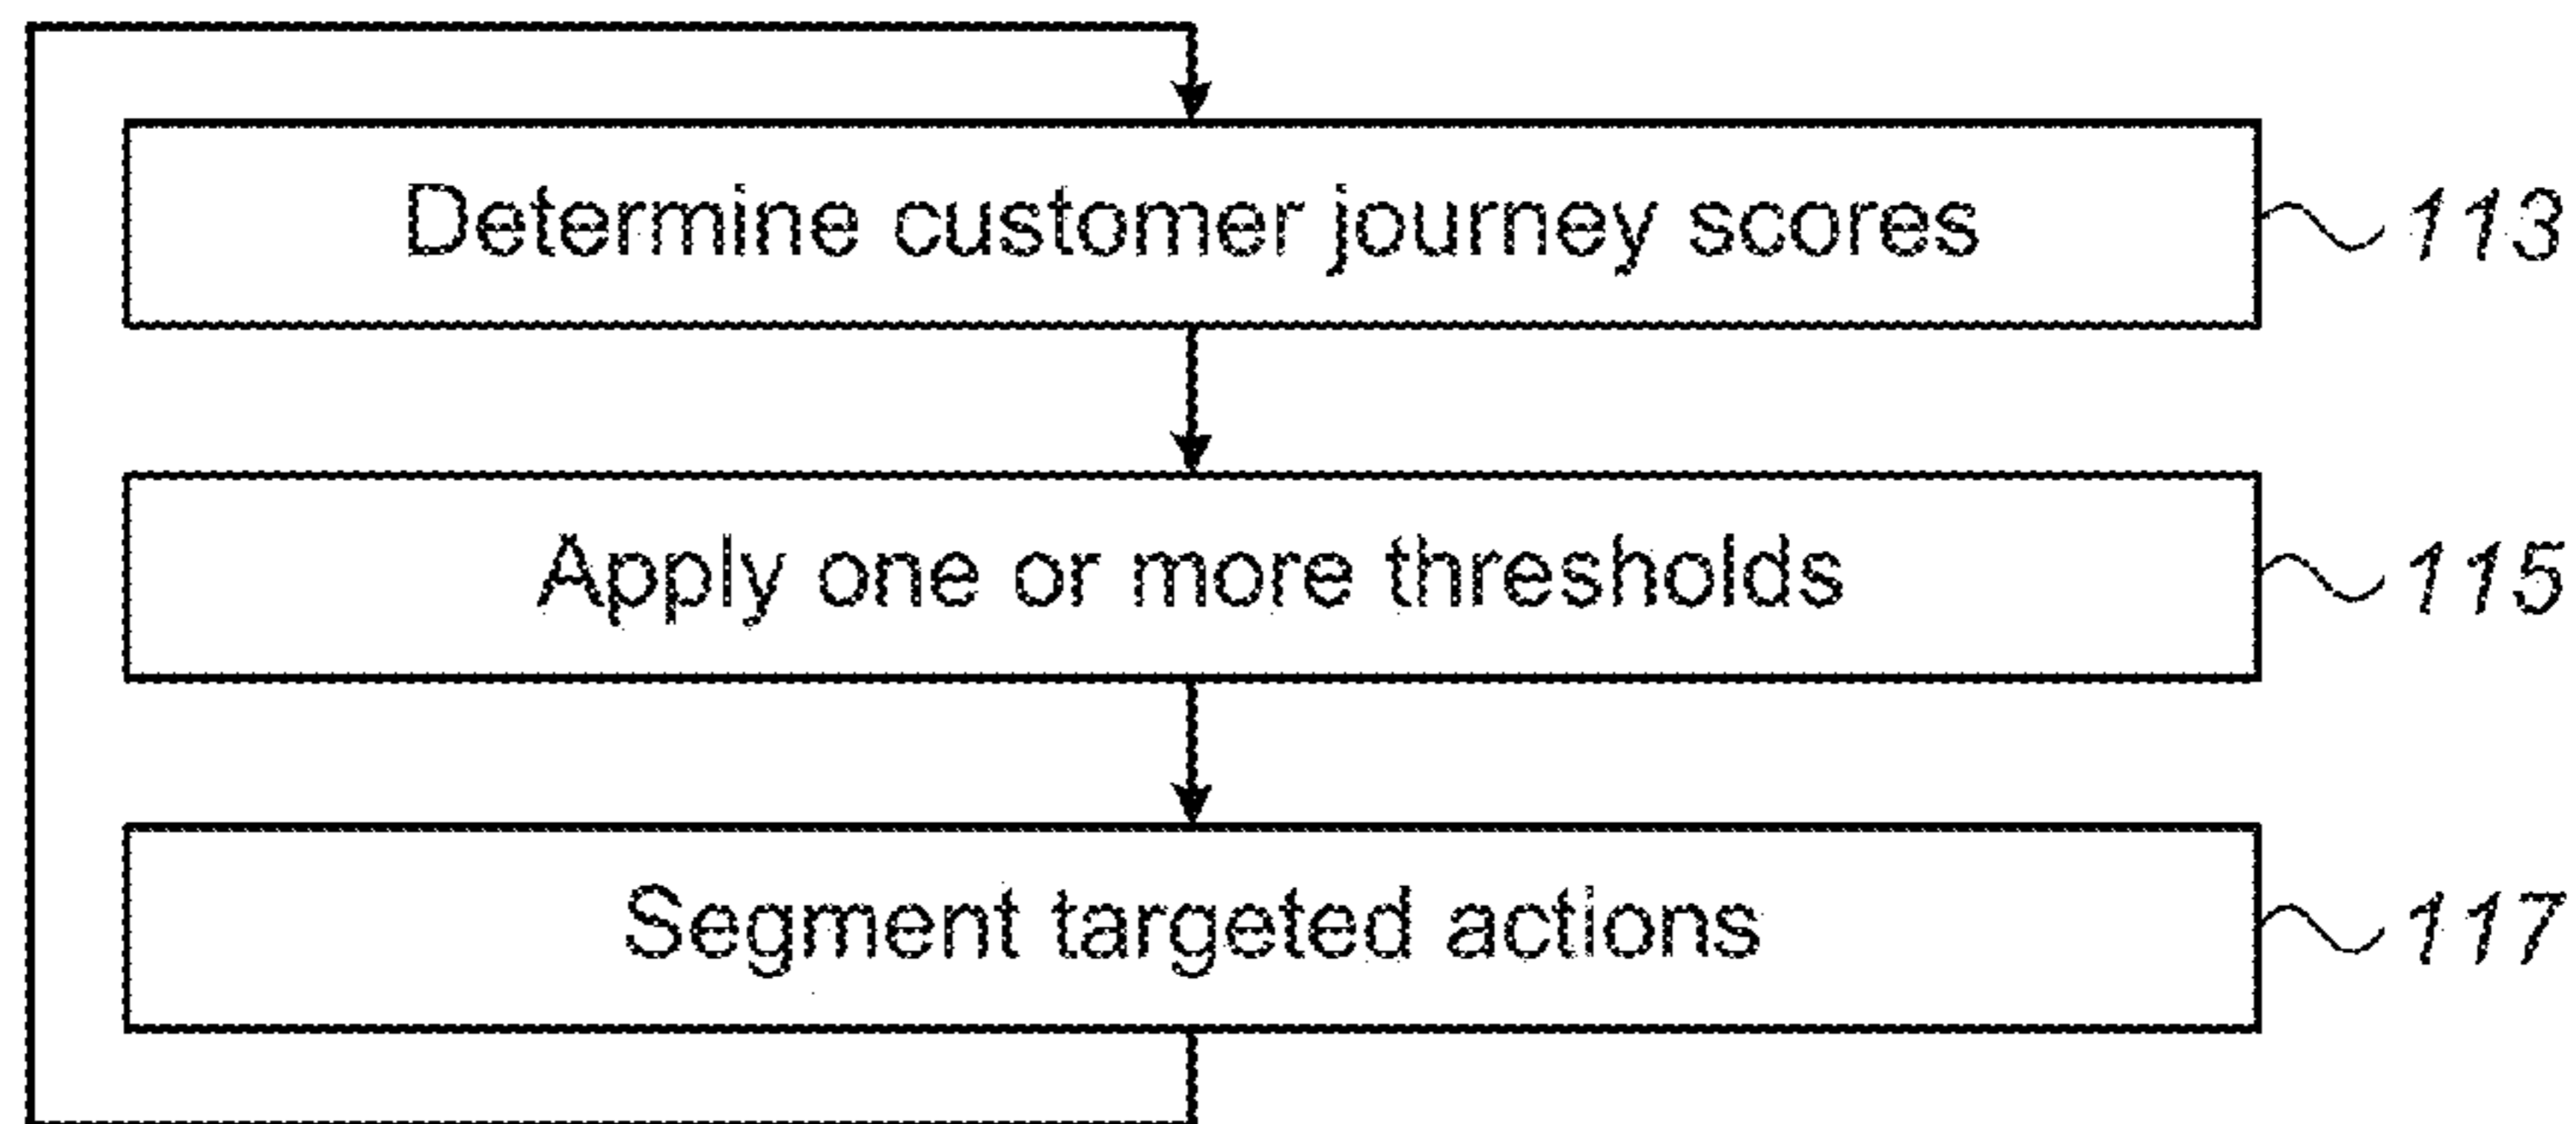 Determine customer journey scores
113
Apply one or more thresholds
115
Segment targeted actions
117